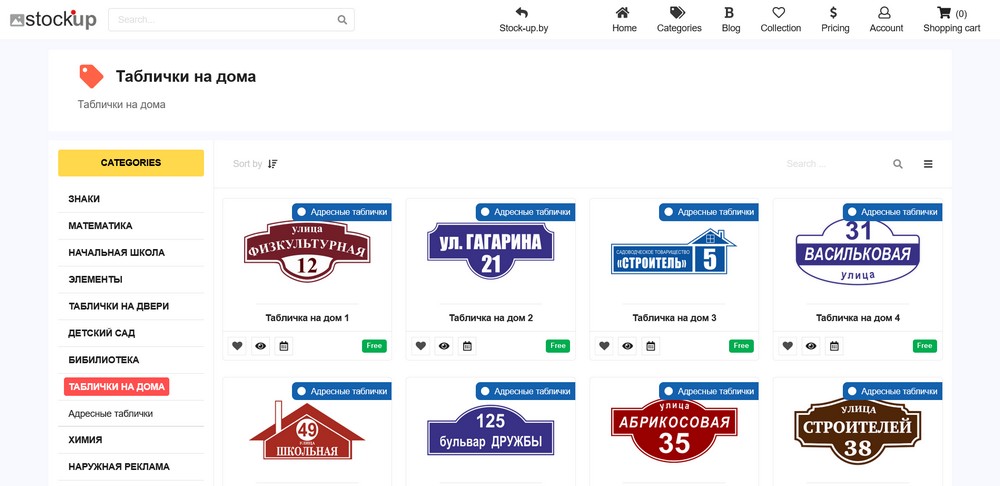 stockup
Search...
Stock-up.by
Home
Categories
Blog
Collection
Pricing
Account
(0)
Shopping cart
Таблички на дома
Таблички на дома
CATEGORIES
ЗНАКИ
МАТЕМАТИКА
НАЧАЛЬНАЯ ШКОЛА
ЭЛЕМЕНТЫ
ТАБЛИЧКИ НА ДВЕРИ
ДЕТСКИЙ САД
БИБИЛИОТЕКА
ТАБЛИЧКИ НА ДОМА
Адресные таблички
ХИМИЯ
НАРУЖНАЯ РЕКЛАМА
Sort by
Search ...
Адресные таблички
улица
ФИЗКУЛЬТУРНАЯ
12
Табличка на дом 1
Free
Адресные таблички
ул. ГАГАРИНА
21
Табличка на дом 2
Free
Адресные таблички
САДОВОДЧЕСКОЕ ТОВАРИЩЕСТВО
«СТРОИТЕЛЬ» 5
Табличка на дом 3
Free
Адресные таблички
31
ВАСИЛЬКОВАЯ
улица
Табличка на дом 4
Free
Адресные таблички
49
УЛИЦА
ШКОЛЬНАЯ
Адресные таблички
125
бульвар ДРУЖБЫ
Адресные таблички
улица
АБРИКОСОВАЯ
35
Адресные таблички
УЛИЦА
СТРОИТЕЛЕЙ
38